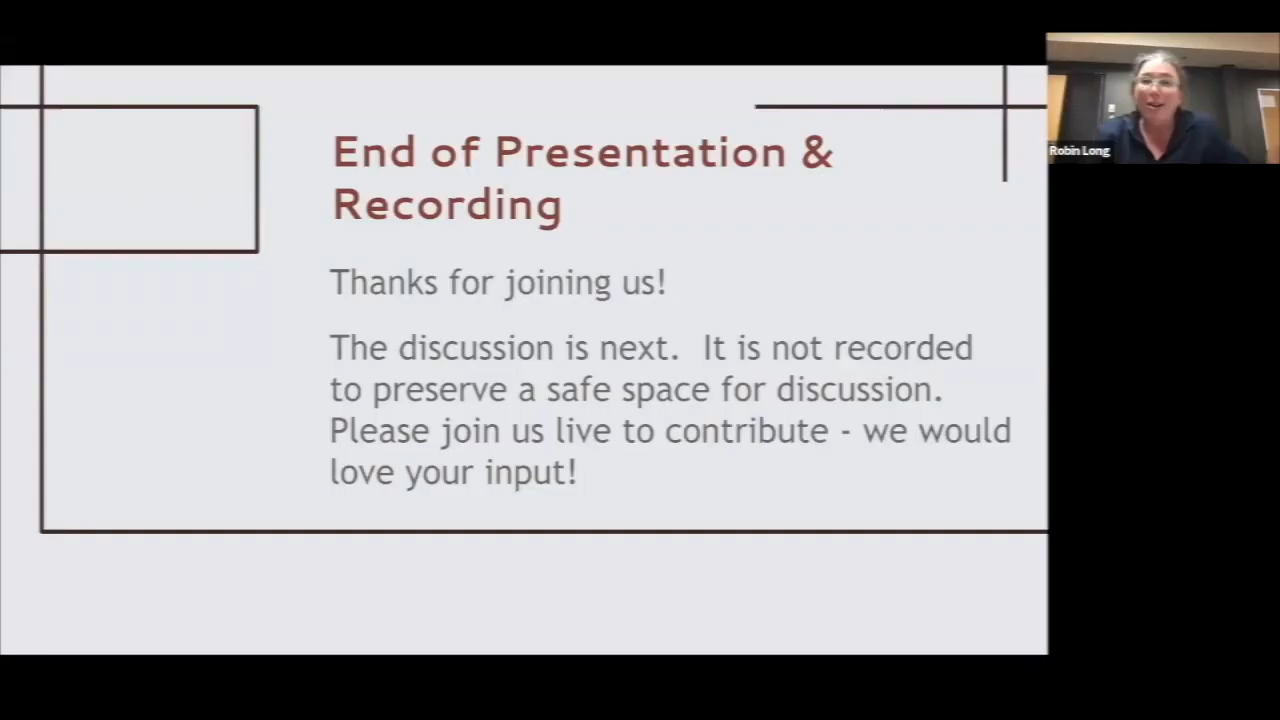 End of Presentation &
Recording
Thanks for joining us!
The discussion is next.  It is not recorded
to preserve a safe space for discussion.
Please join us live to contribute - we would
love your input!
Robin Long